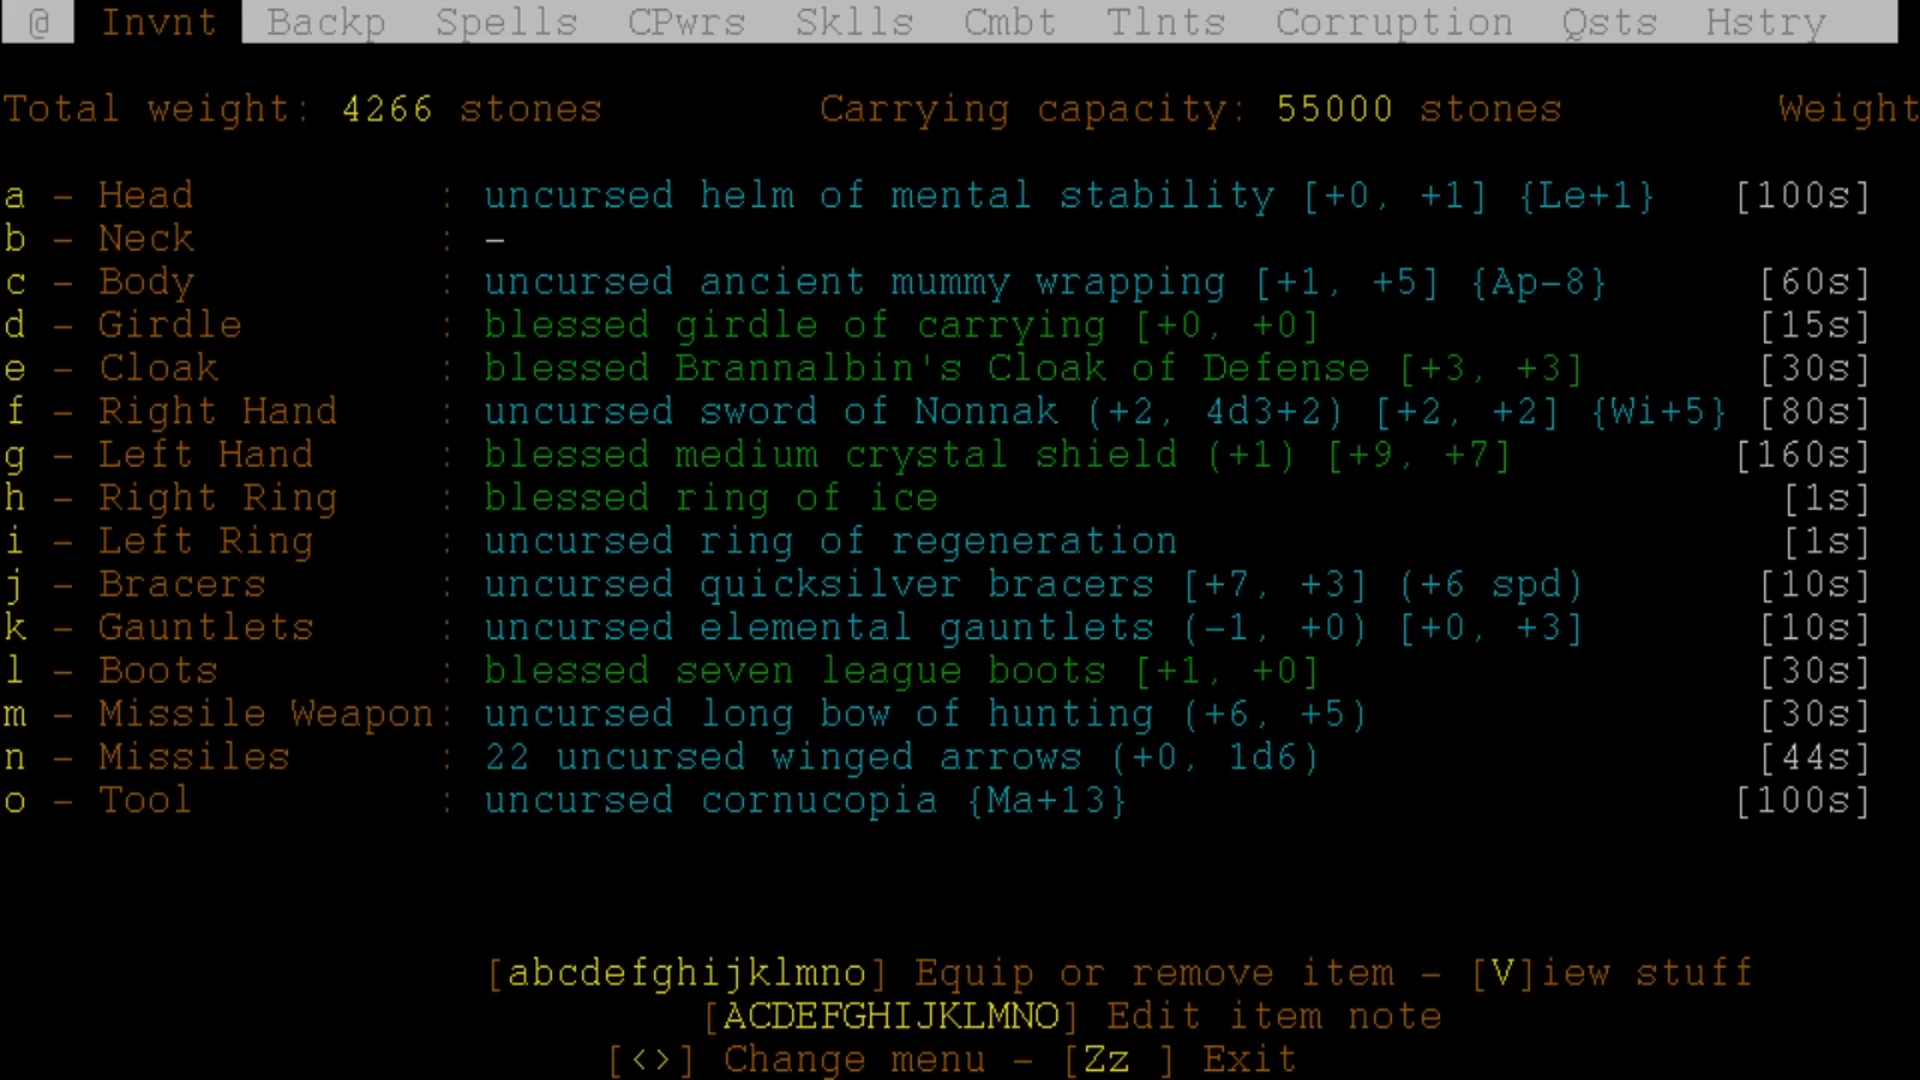 @ Invnt Backp Spells CPwrs Sklls Cmbt Tlnts Corruption Qsts Hstry
Total weight: 4266 stones Carrying capacity: 55000 stones Weight
a - Head : uncursed helm of mental stability [+0, +1] {Le+1} [100s]
b - Neck : -
c - Body : uncursed ancient mummy wrapping [+1, +5] {Ap-8} [60s]
d - Girdle : blessed girdle of carrying [+0, +0] [15s]
e - Cloak : blessed Brannalbin's Cloak of Defense [+3, +3] [30s]
f - Right Hand : uncursed sword of Nonnak (+2, 4d3+2) [+2, +2] {Wi+5} [80s]
g - Left Hand : blessed medium crystal shield (+1) [+9, +7] [160s]
h - Right Ring : blessed ring of ice [1s]
i - Left Ring : uncursed ring of regeneration [1s]
j - Bracers : uncursed quicksilver bracers [+7, +3] (+6 spd) [10s]
k - Gauntlets : uncursed elemental gauntlets (-1, +0) [+0, +3] [10s]
l - Boots : blessed seven league boots [+1, +0] [30s]
m - Missile Weapon: uncursed long bow of hunting (+6, +5) [30s]
n - Missiles : 22 uncursed winged arrows (+0, 1d6) [44s]
o - Tool : uncursed cornucopia {Ma+13} [100s]
[abcdefghijklmno] Equip or remove item - [V]iew stuff
[ACDEFGHIJKLMNO] Edit item note
[<>] Change menu - [Zz ] Exit